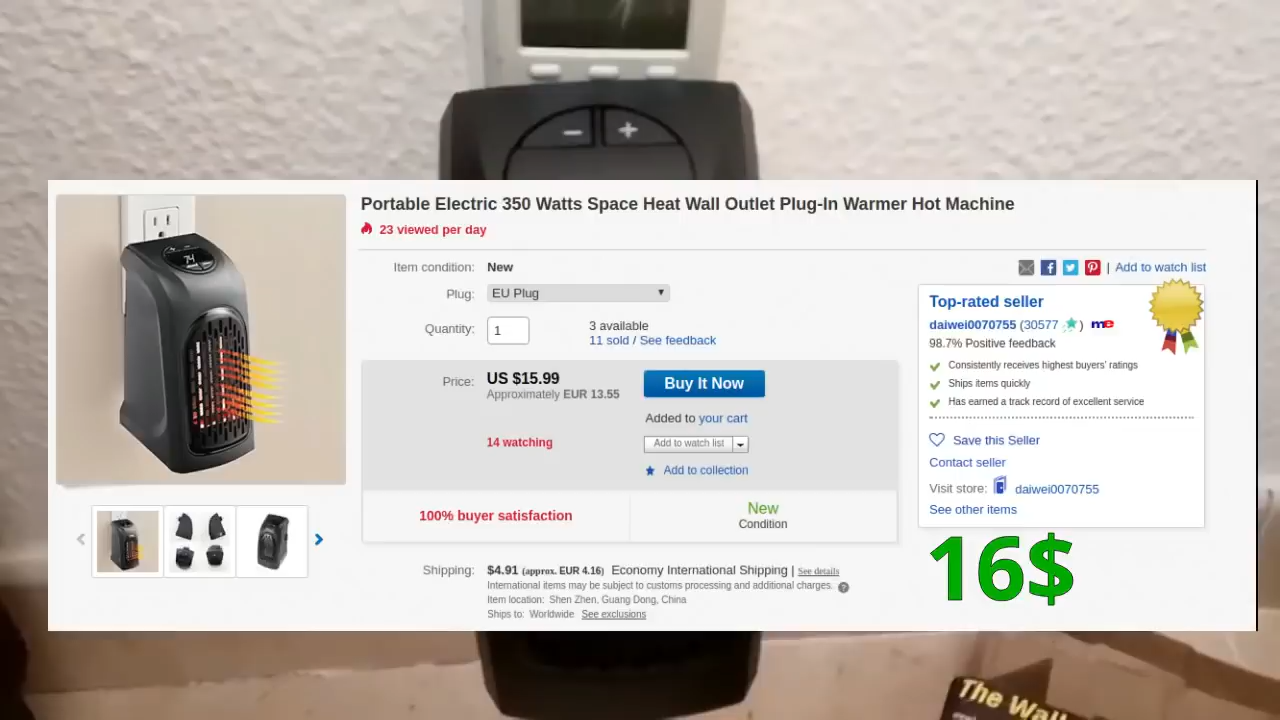 Portable Electric 350 Watts Space Heat Wall Outlet Plug-In Warmer Hot Machine
23 viewed per day
Item condition: New
Plug: EU Plug
Quantity: 1
3 available
11 sold / See feedback
Price: US $15.99
Approximately EUR 13.55
Buy It Now
Added to your cart
14 watching
Add to watch list
Add to collection
100% buyer satisfaction
New
Condition
Shipping: $4.91 (approx. EUR 4.16) Economy International Shipping | See details
International items may be subject to customs processing and additional charges. ?
Item location: Shen Zhen, Guang Dong, China
Ships to: Worldwide See exclusions
| Add to watch list
Top-rated seller
daiwei0070755 (30577 ) me
98.7% Positive feedback
Consistently receives highest buyers' ratings
Ships items quickly
Has earned a track record of excellent service
Save this Seller
Contact seller
Visit store: daiwei0070755
See other items
16$
74
- +
The Wall